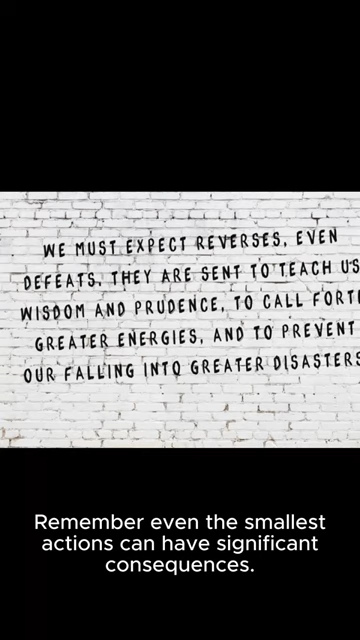 WE MUST EXPECT REVERSES, EVEN
DEFEATS. THEY ARE SENT TO TEACH US
WISDOM AND PRUDENCE, TO CALL FORTH
GREATER ENERGIES, AND TO PREVENT
OUR FALLING INTO GREATER DISASTERS
Remember even the smallest
actions can have significant
consequences.